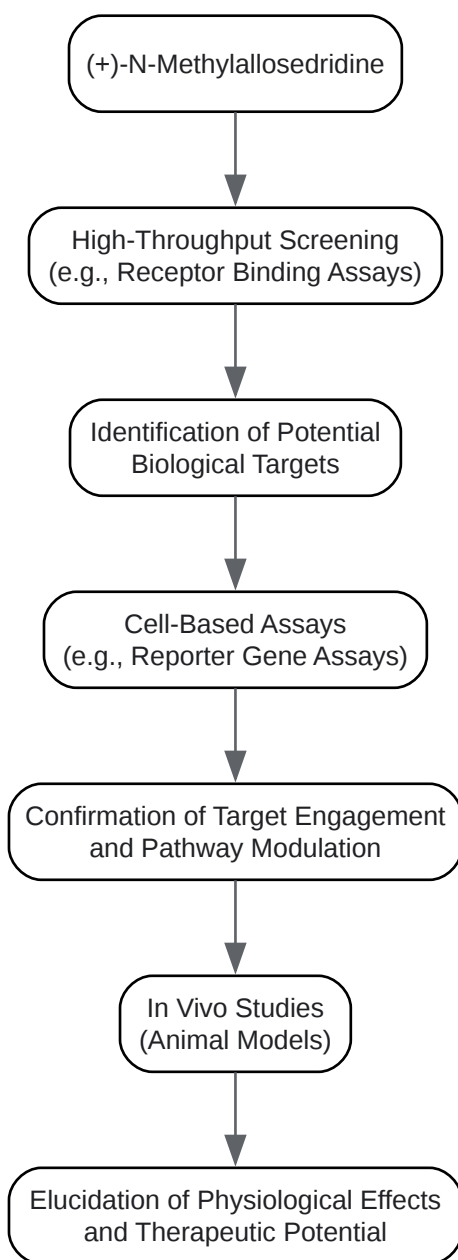 (+)-N-Methylallosedridine
High-Throughput Screening
(e.g., Receptor Binding Assays)
Identification of Potential
Biological Targets
Cell-Based Assays
(e.g., Reporter Gene Assays)
Confirmation of Target Engagement
and Pathway Modulation
In Vivo Studies
(Animal Models)
Elucidation of Physiological Effects
and Therapeutic Potential